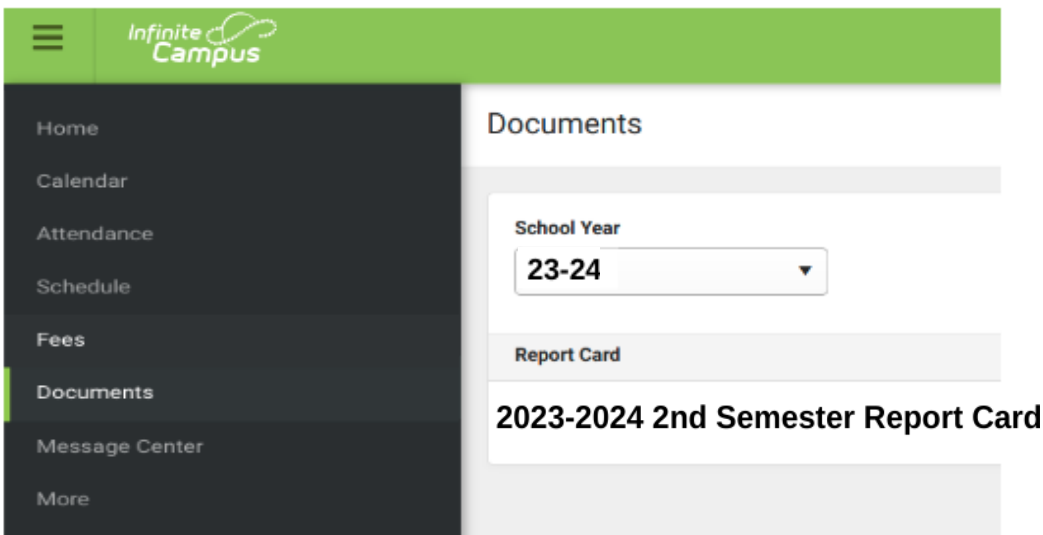 Infinite
Campus
Home
Calendar
Attendance
Schedule
Fees
Documents
Message Center
More
Documents
School Year
23-24
Report Card
2023-2024 2nd Semester Report Card